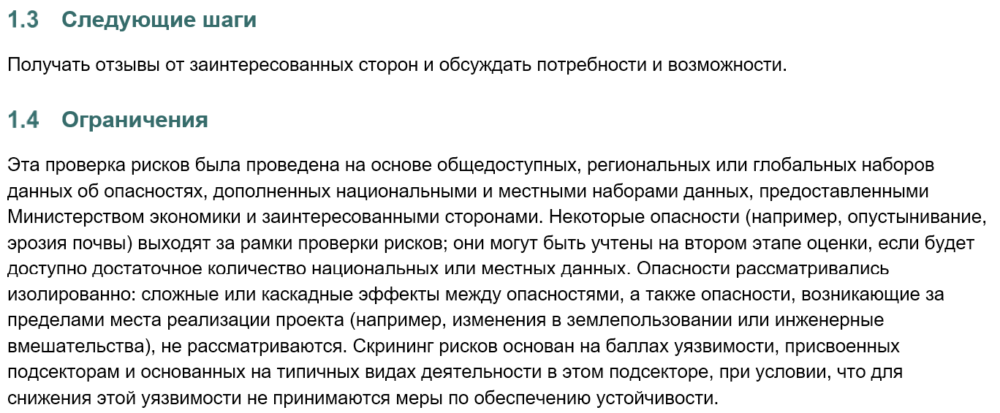 1.3 Следующие шаги
Получать отзывы от заинтересованных сторон и обсуждать потребности и возможности.
1.4 Ограничения
Эта проверка рисков была проведена на основе общедоступных, региональных или глобальных наборов
данных об опасностях, дополненных национальными и местными наборами данных, предоставленными
Министерством экономики и заинтересованными сторонами. Некоторые опасности (например, опустынивание,
эрозия почвы) выходят за рамки проверки рисков; они могут быть учтены на втором этапе оценки, если будет
доступно достаточное количество национальных или местных данных. Опасности рассматривались
изолированно: сложные или каскадные эффекты между опасностями, а также опасности, возникающие за
пределами места реализации проекта (например, изменения в землепользовании или инженерные
вмешательства), не рассматриваются. Скрининг рисков основан на баллах уязвимости, присвоенных
подсекторам и основанных на типичных видах деятельности в этом подсекторе, при условии, что для
снижения этой уязвимости не принимаются меры по обеспечению устойчивости.